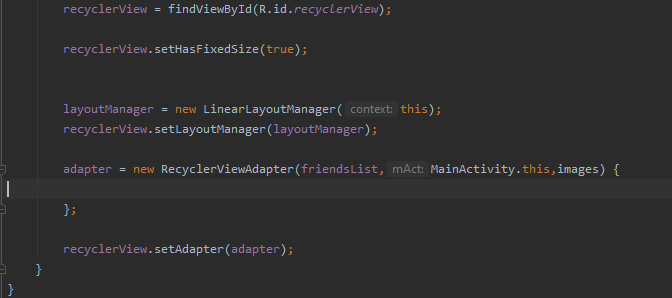 recyclerView = findViewById(R.id.recyclerView);
recyclerView.setHasFixedSize(true);
layoutManager = new LinearLayoutManager( context: this);
recyclerView.setLayoutManager(layoutManager);
adapter = new RecyclerViewAdapter(friendsList, mAct: MainActivity.this,images) {
};
recyclerView.setAdapter(adapter);
}
}